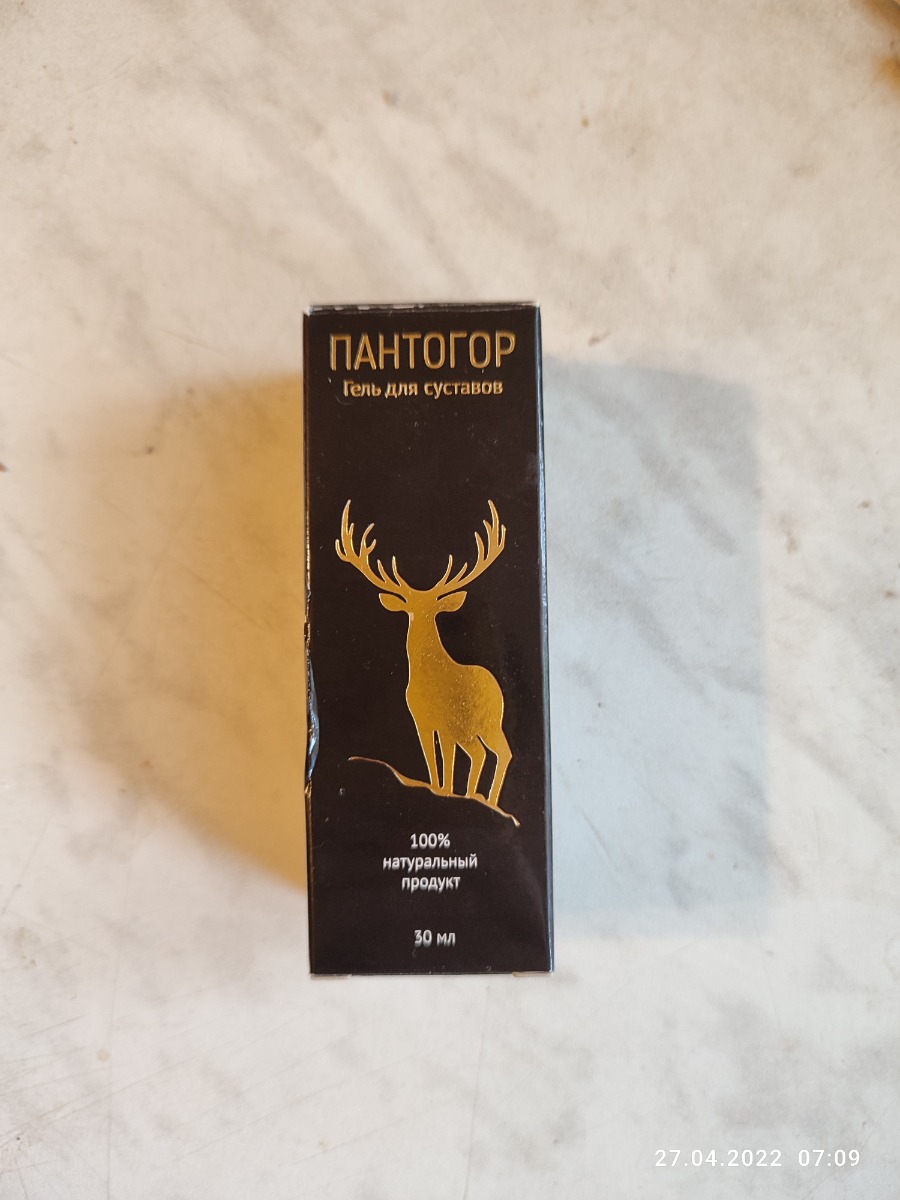 ПАНТОГОР
Гель для суставов
100%
натуральный
продукт
30 мл
27.04.2022 07:09